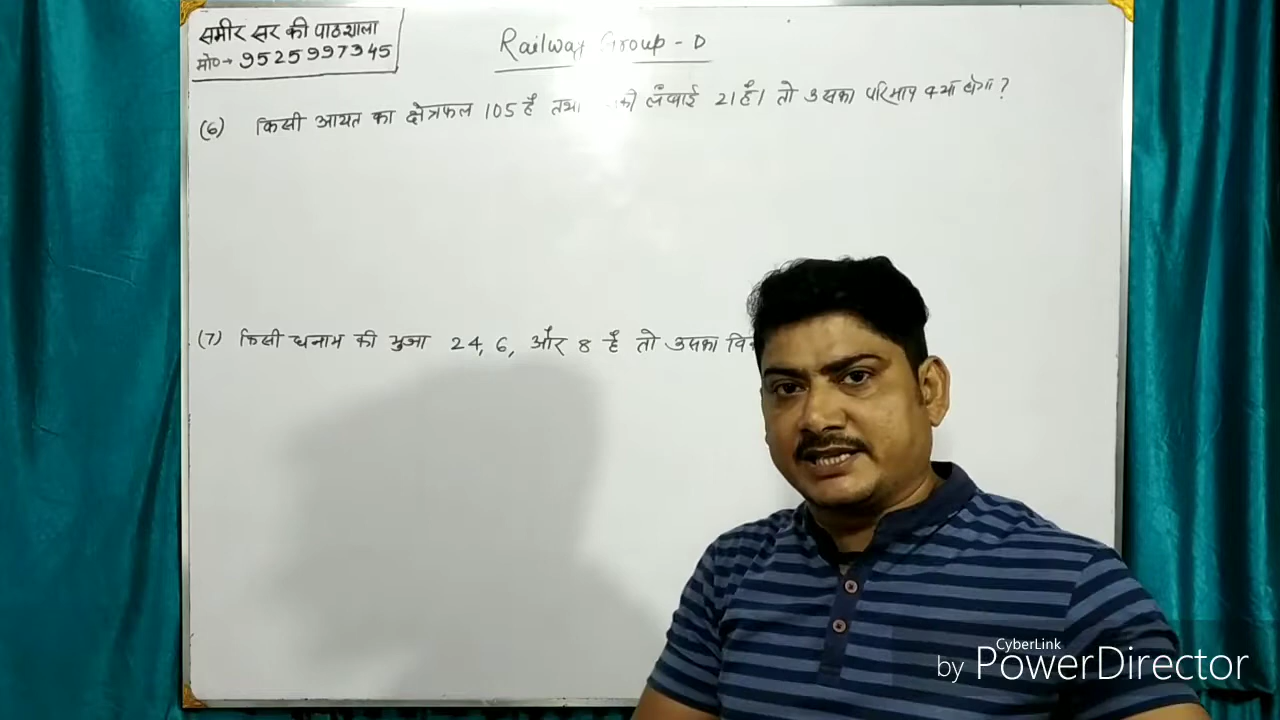 समीर सर की पाठशाला
मो०→ 9525997345
Railway Group - D
(6) किसी आयत का क्षेत्रफल 105 है तथा की लंम्बाई 21 है। तो उसका परिमाप क्या होगा ?
(7) किसी घनाभ की भुजा 24, 6, और 8 है तो उसका
CyberLink
by PowerDirector